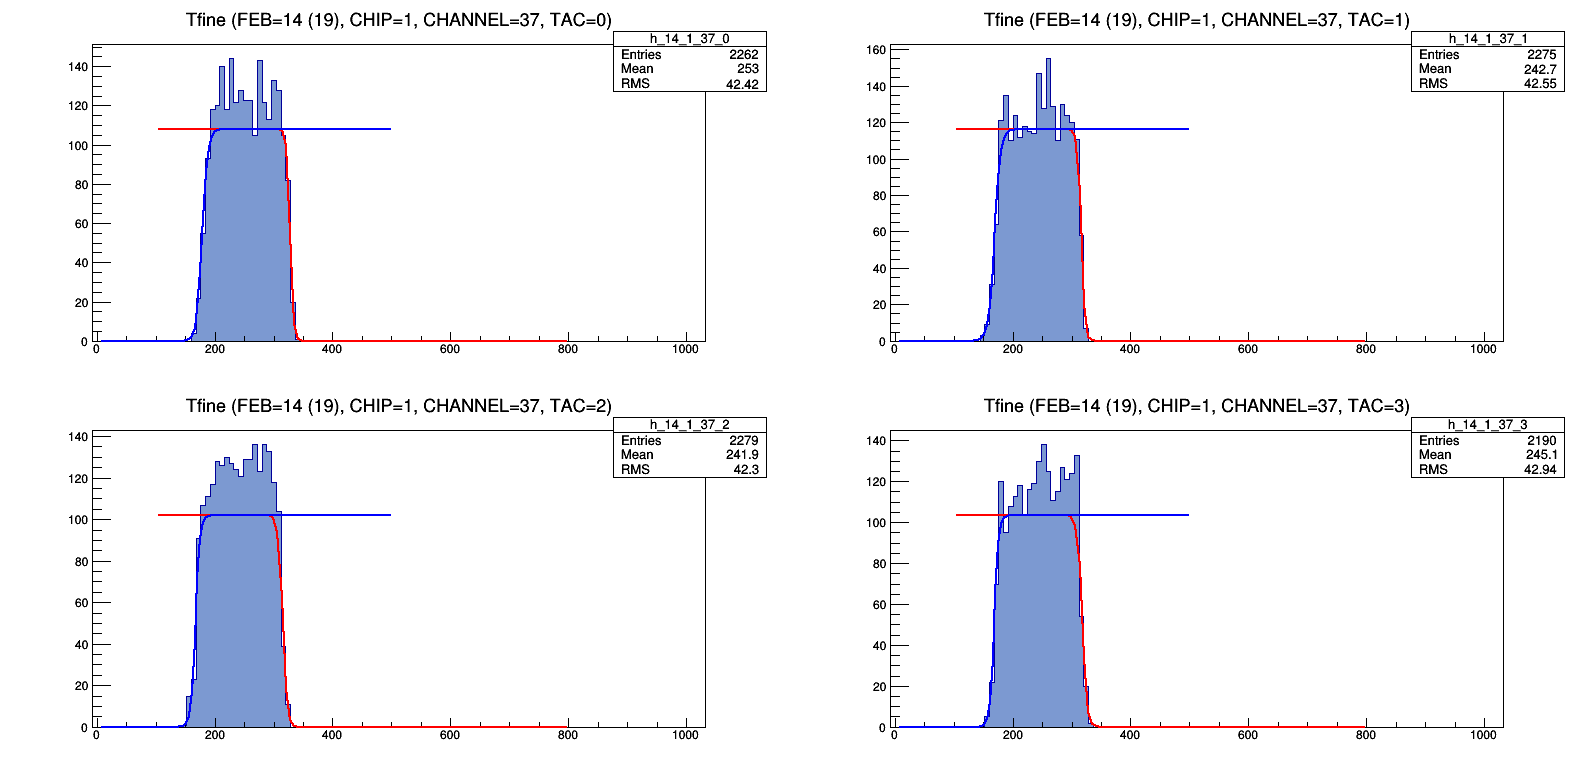 Tfine (FEB=14 (19), CHIP=1, CHANNEL=37, TAC=0)
h_14_1_37_0
Entries 2262
Mean 253
RMS 42.42
140
120
100
80
60
40
20
0
0 200 400 600 800 1000
Tfine (FEB=14 (19), CHIP=1, CHANNEL=37, TAC=1)
h_14_1_37_1
Entries 2275
Mean 242.7
RMS 42.55
160
140
120
100
80
60
40
20
0
0 200 400 600 800 1000
Tfine (FEB=14 (19), CHIP=1, CHANNEL=37, TAC=2)
h_14_1_37_2
Entries 2279
Mean 241.9
RMS 42.3
140
120
100
80
60
40
20
0
0 200 400 600 800 1000
Tfine (FEB=14 (19), CHIP=1, CHANNEL=37, TAC=3)
h_14_1_37_3
Entries 2190
Mean 245.1
RMS 42.94
140
120
100
80
60
40
20
0
0 200 400 600 800 1000